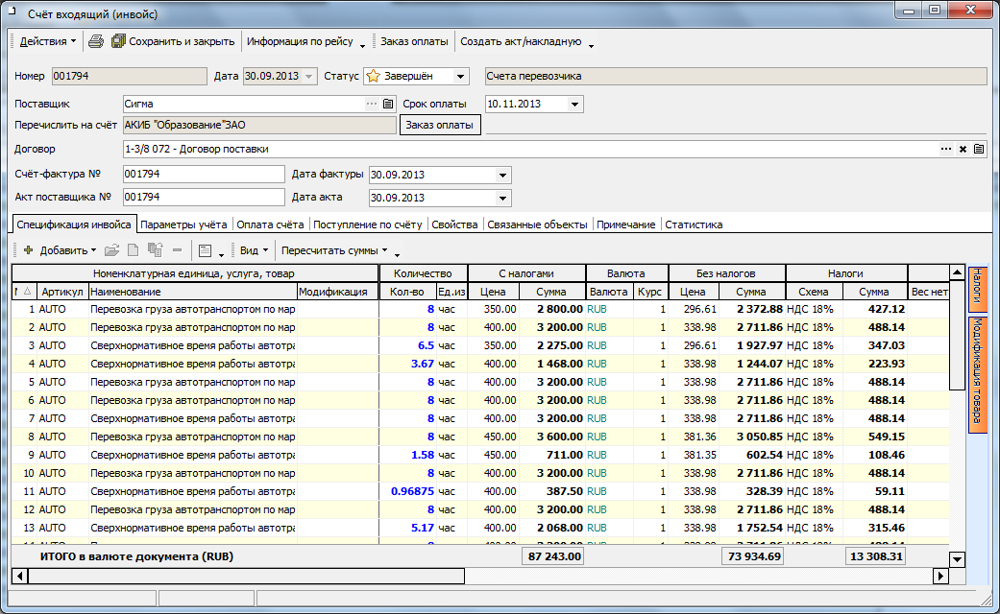 Счёт входящий (инвойс)
Действия Сохранить и закрыть Информация по рейсу Заказ оплаты Создать акт/накладную
Номер 001794 Дата 30.09.2013 Статус Завершён Счета перевозчика
Поставщик Сигма Срок оплаты 10.11.2013
Перечислить на счёт АКИБ "Образование"ЗАО Заказ оплаты
Договор 1-3/8 072 - Договор поставки
Счёт-фактура № 001794 Дата фактуры 30.09.2013
Акт поставщика № 001794 Дата акта 30.09.2013
Спецификация инвойса Параметры учёта Оплата счёта Поступление по счёту Свойства Связанные объекты Примечание Статистика
Добавить Вид Пересчитать суммы
Номенклатурная единица, услуга, товар Количество С налогами Валюта Без налогов Налоги
Артикул Наименование Модификация Кол-во Ед.из Цена Сумма Валюта Курс Цена Сумма Схема Сумма Вес нет
1 AUTO Перевозка груза автотранспортом по мар 8 час 350.00 2 800.00 RUB 1 296.61 2 372.88 НДС 18% 427.12
2 AUTO Перевозка груза автотранспортом по мар 8 час 400.00 3 200.00 RUB 1 338.98 2 711.86 НДС 18% 488.14
3 AUTO Сверхнормативное время работы автотра 6.5 час 350.00 2 275.00 RUB 1 296.61 1 927.97 НДС 18% 347.03
4 AUTO Сверхнормативное время работы автотра 3.67 час 400.00 1 468.00 RUB 1 338.98 1 244.07 НДС 18% 223.93
5 AUTO Перевозка груза автотранспортом по мар 8 час 400.00 3 200.00 RUB 1 338.98 2 711.86 НДС 18% 488.14
6 AUTO Перевозка груза автотранспортом по мар 8 час 400.00 3 200.00 RUB 1 338.98 2 711.86 НДС 18% 488.14
7 AUTO Сверхнормативное время работы автотра 8 час 400.00 3 200.00 RUB 1 338.98 2 711.86 НДС 18% 488.14
8 AUTO Перевозка груза автотранспортом по мар 8 час 450.00 3 600.00 RUB 1 381.36 3 050.85 НДС 18% 549.15
9 AUTO Сверхнормативное время работы автотра 1.58 час 450.00 711.00 RUB 1 381.35 602.54 НДС 18% 108.46
10 AUTO Перевозка груза автотранспортом по мар 8 час 400.00 3 200.00 RUB 1 338.98 2 711.86 НДС 18% 488.14
11 AUTO Сверхнормативное время работы автотра 0.96875 час 400.00 387.50 RUB 1 338.98 328.39 НДС 18% 59.11
12 AUTO Перевозка груза автотранспортом по мар 8 час 400.00 3 200.00 RUB 1 338.98 2 711.86 НДС 18% 488.14
13 AUTO Сверхнормативное время работы автотра 5.17 час 400.00 2 068.00 RUB 1 338.98 1 752.54 НДС 18% 315.46
ИТОГО в валюте документа (RUB) 87 243.00 73 934.69 13 308.31
Налоги
Модификация товара